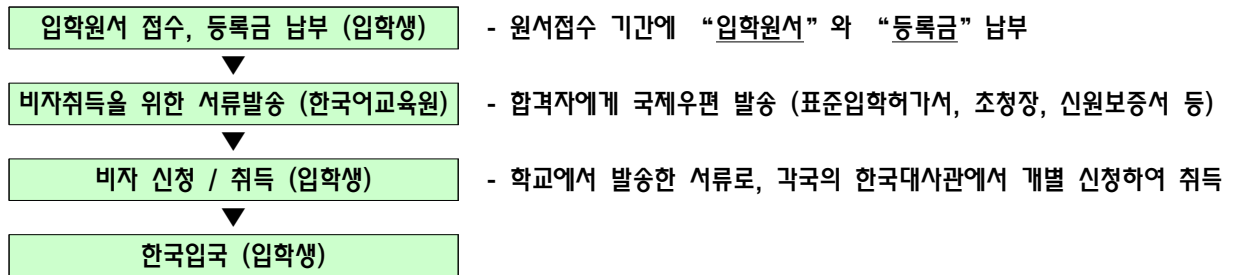 입학원서 접수, 등록금 납부 (입학생) - 원서접수 기간에 “입학원서” 와 “등록금” 납부
▼
비자취득을 위한 서류발송 (한국어교육원) - 합격자에게 국제우편 발송 (표준입학허가서, 초청장, 신원보증서 등)
▼
비자 신청 / 취득 (입학생) - 학교에서 발송한 서류로, 각국의 한국대사관에서 개별 신청하여 취득
▼
한국입국 (입학생)